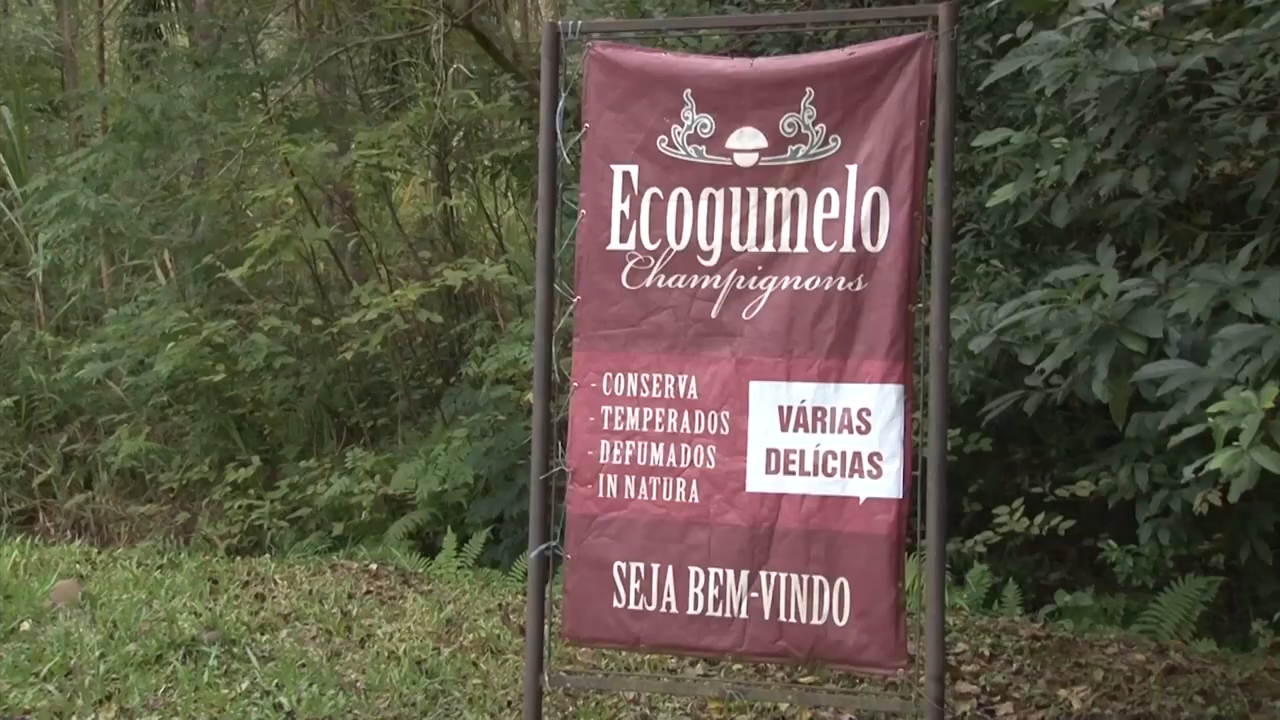 Ecogumelo
Champignons
- CONSERVA
- TEMPERADOS
- DEFUMADOS
- IN NATURA
VÁRIAS
DELÍCIAS
SEJA BEM-VINDO